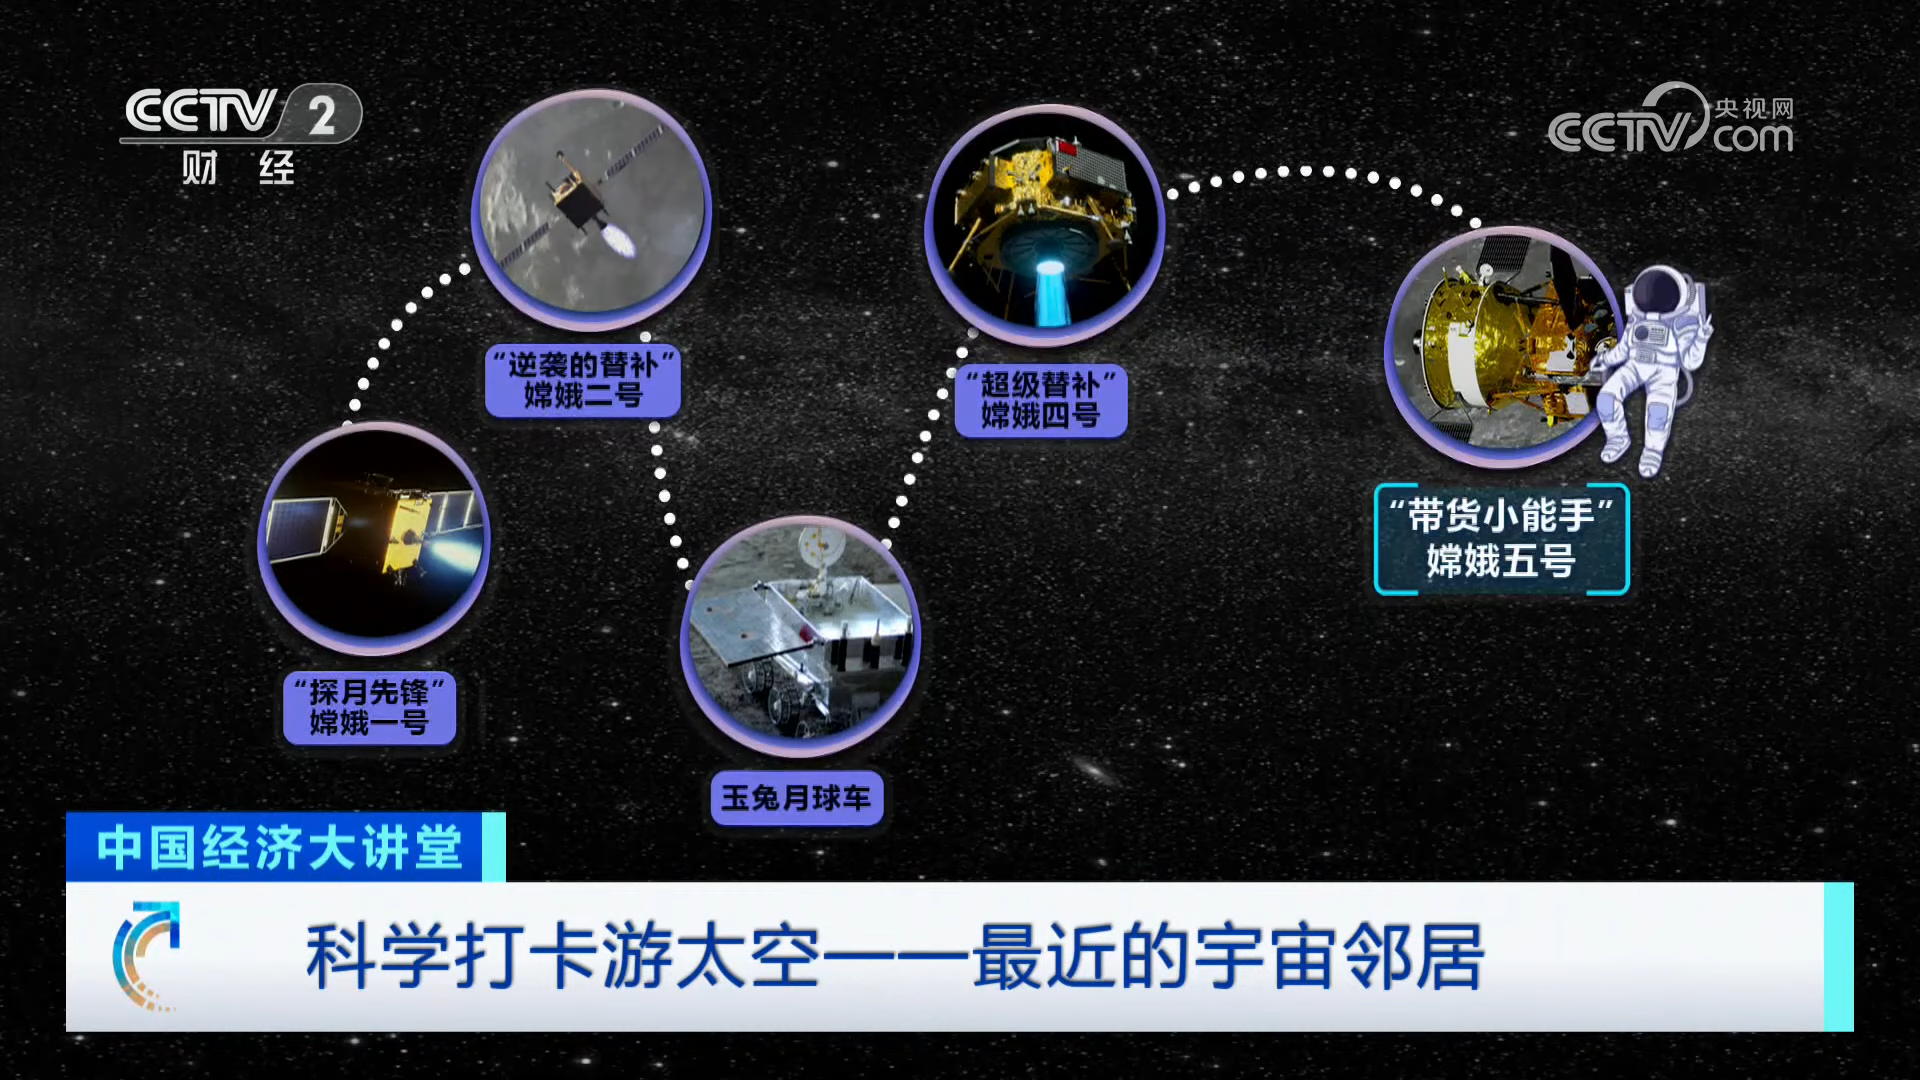 CCTV 2
财 经
央视网
CCTV.com
“逆袭的替补”
嫦娥二号
“超级替补”
嫦娥四号
“带货小能手”
嫦娥五号
“探月先锋”
嫦娥一号
玉兔月球车
中国经济大讲堂
科学打卡游太空——最近的宇宙邻居